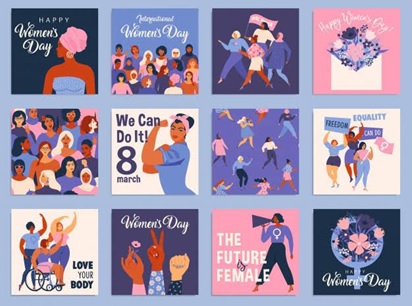 HAPPY
Women's
Day
International
Women's Day
Happy Women's Day!
We Can
Do It!
8
march
FREEDOM
EQUALITY
CAN DO
LOVE
YOUR
BODY
Women's Day
THE
FUTURE
IS
FEMALE
HAPPY
Women's Day